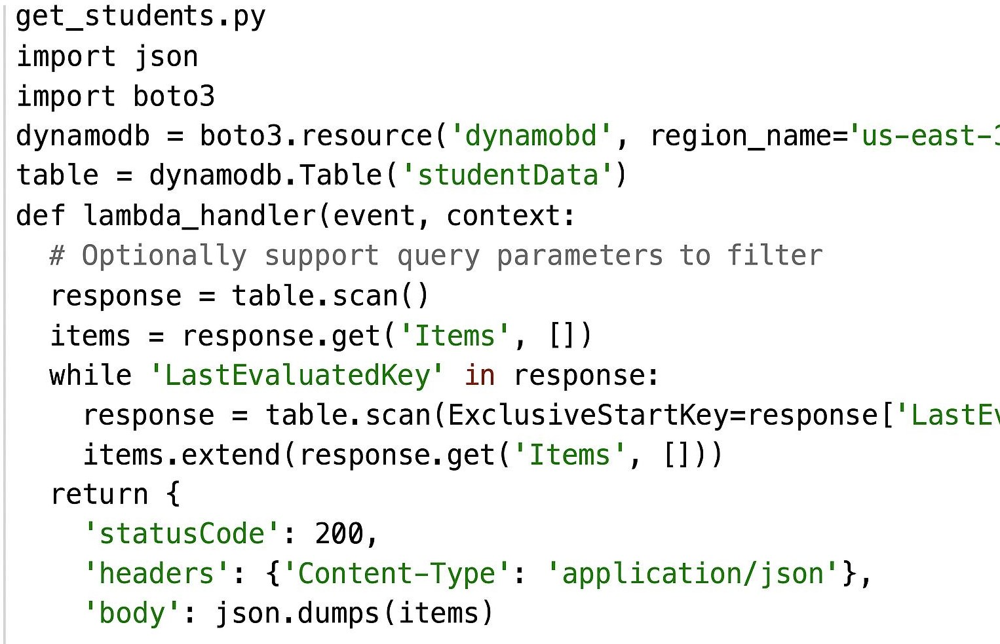 get_students.py
import json
import boto3
dynamodb = boto3.resource('dynamobd', region_name='us-east-
table = dynamodb.Table('studentData')
def lambda_handler(event, context:
# Optionally support query parameters to filter
response = table.scan()
items = response.get('Items', [])
while 'LastEvaluatedKey' in response:
response = table.scan(ExclusiveStartKey=response['LastEv
items.extend(response.get('Items', []))
return {
'statusCode': 200,
'headers': {'Content-Type': 'application/json'},
'body': json.dumps(items)